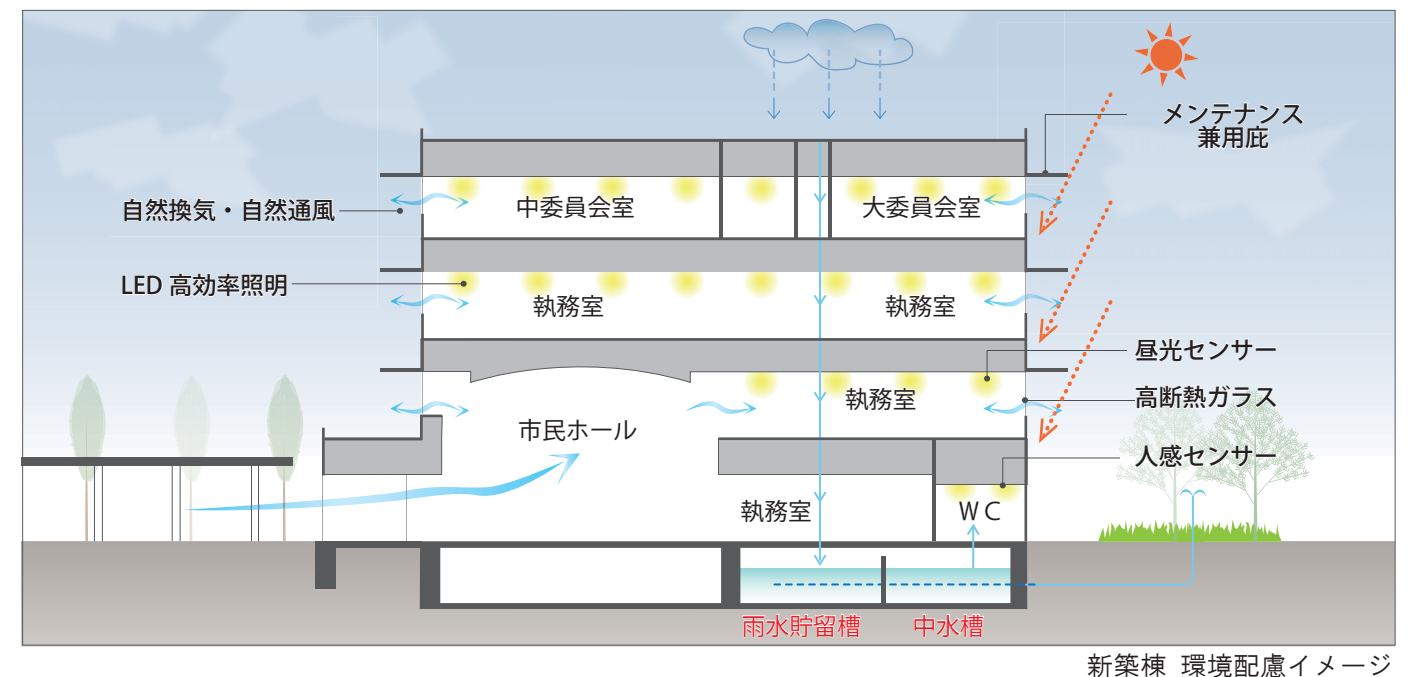 メンテナンス
兼用庇
自然換気・自然通風
中委員会室
大委員会室
LED 高効率照明
執務室
執務室
昼光センサー
高断熱ガラス
執務室
市民ホール
人感センサー
執務室
ＷＣ
雨水貯留槽
中水槽
新築棟 環境配慮イメージ